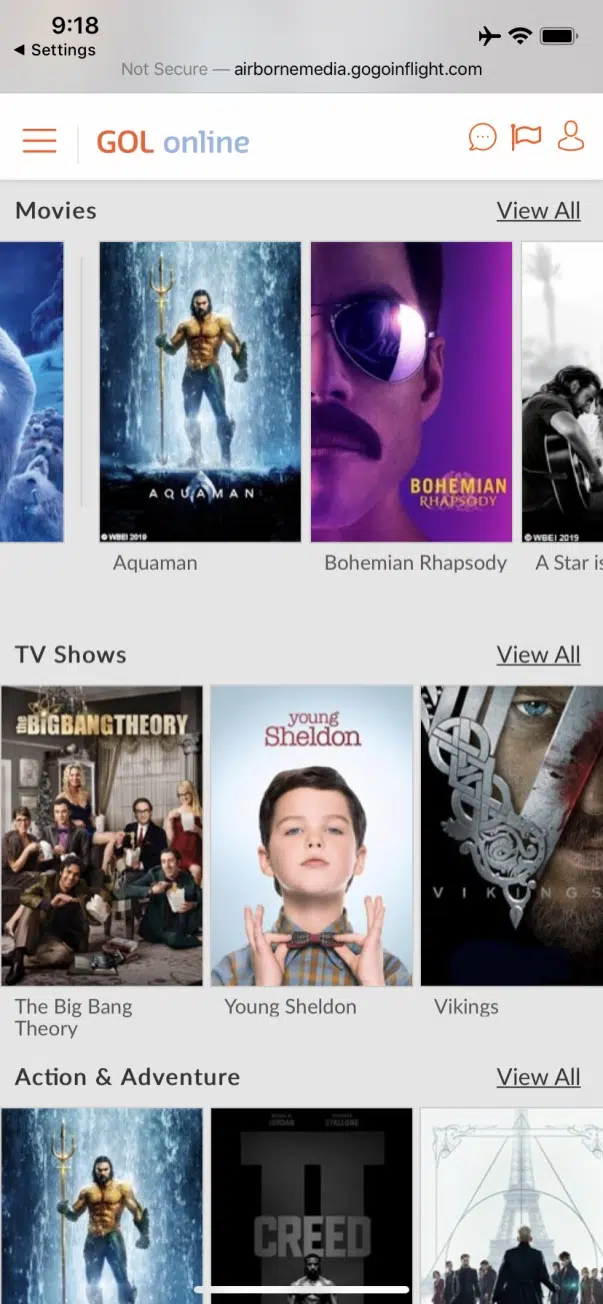 9:18
◀ Settings
Not Secure — airbornemedia.gogoinflight.com
GOL online
Movies
View All
AQUAMAN
© WBEI 2019
BOHEMIAN
RHAPSODY
© WBEI 2019
Aquaman
Bohemian Rhapsody
A Star is
TV Shows
View All
the BIGBANGTHEORY
young
Sheldon
VIKINGS
The Big Bang
Theory
Young Sheldon
Vikings
Action & Adventure
View All
JORDAN
STALLONE
II
CREED